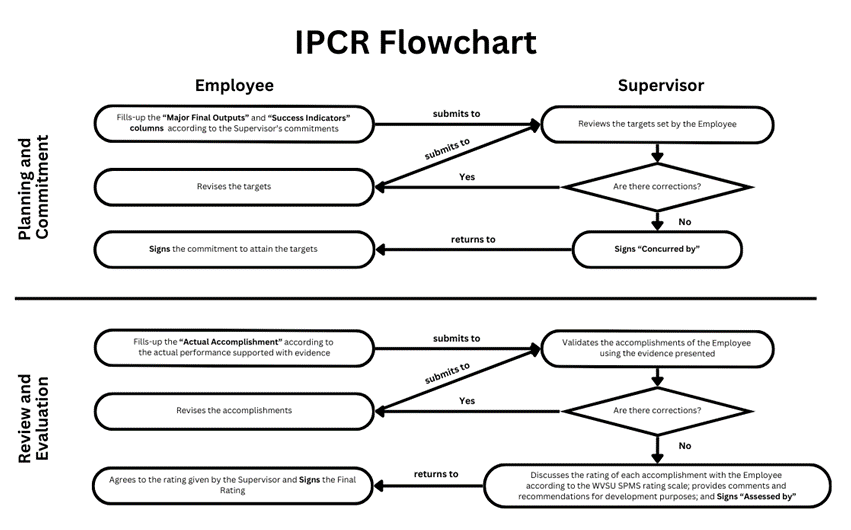 IPCR Flowchart
Employee
Supervisor
Planning and
Commitment
Fills-up the “Major Final Outputs” and “Success Indicators”
columns according to the Supervisor's commitments
submits to
Reviews the targets set by the Employee
submits to
Revises the targets
Yes
Are there corrections?
No
Signs the commitment to attain the targets
returns to
Signs “Concurred by”
Review and
Evaluation
Fills-up the “Actual Accomplishment” according to
the actual performance supported with evidence
submits to
Validates the accomplishments of the Employee
using the evidence presented
submits to
Revises the accomplishments
Yes
Are there corrections?
No
Agrees to the rating given by the Supervisor and Signs the Final
Rating
returns to
Discusses the rating of each accomplishment with the Employee
according to the WVSU SPMS rating scale; provides comments and
recommendations for development purposes; and Signs “Assessed by”